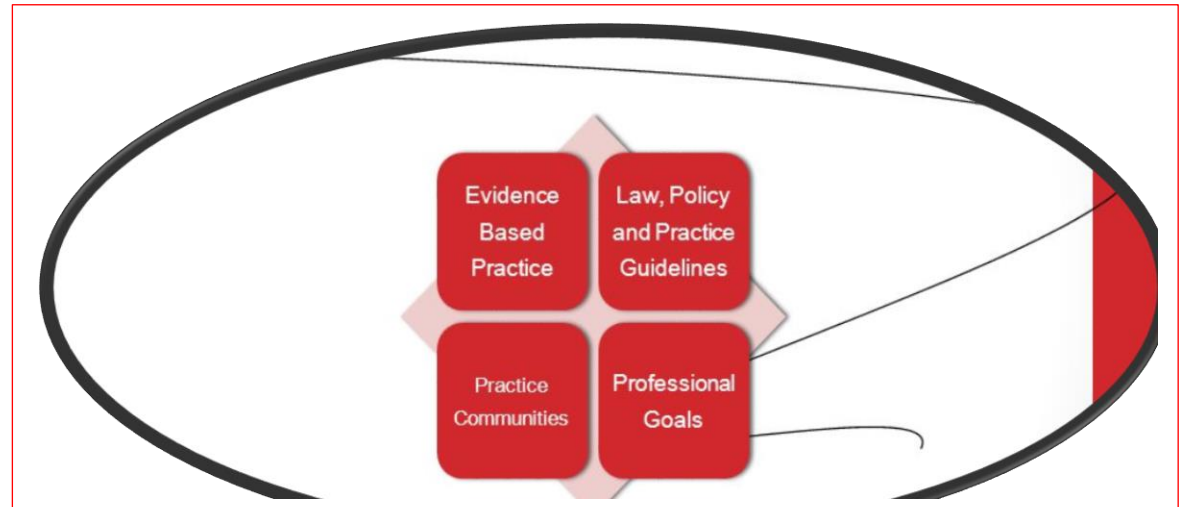 Evidence
Based
Practice
Law, Policy
and Practice
Guidelines
Practice
Communities
Professional
Goals